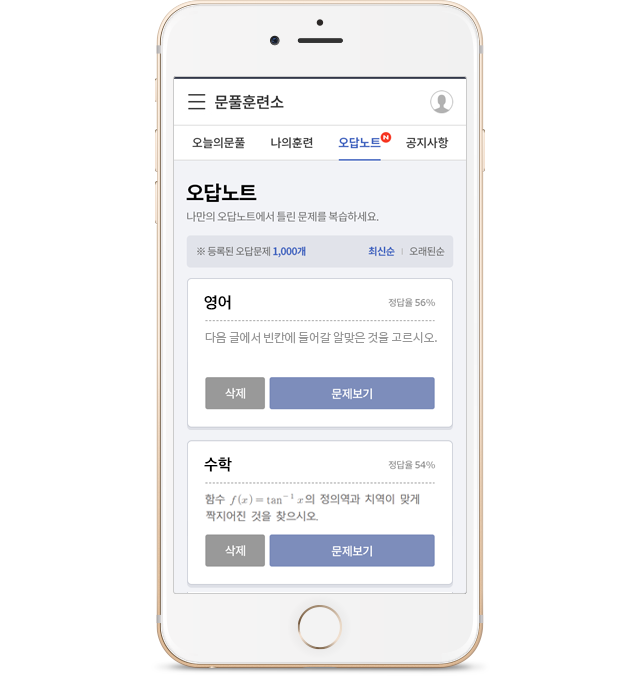 문풀훈련소
오늘의문풀 나의훈련 오답노트 N 공지사항
오답노트
나만의 오답노트에서 틀린 문제를 복습하세요.
※ 등록된 오답문제 1,000개 최신순 | 오래된순
영어 정답율 56%
다음 글에서 빈칸에 들어갈 알맞은 것을 고르시오.
삭제 문제보기
수학 정답율 54%
함수 f(x) = tan⁻¹ x의 정의역과 치역이 맞게
짝지어진 것을 찾으시오.
삭제 문제보기